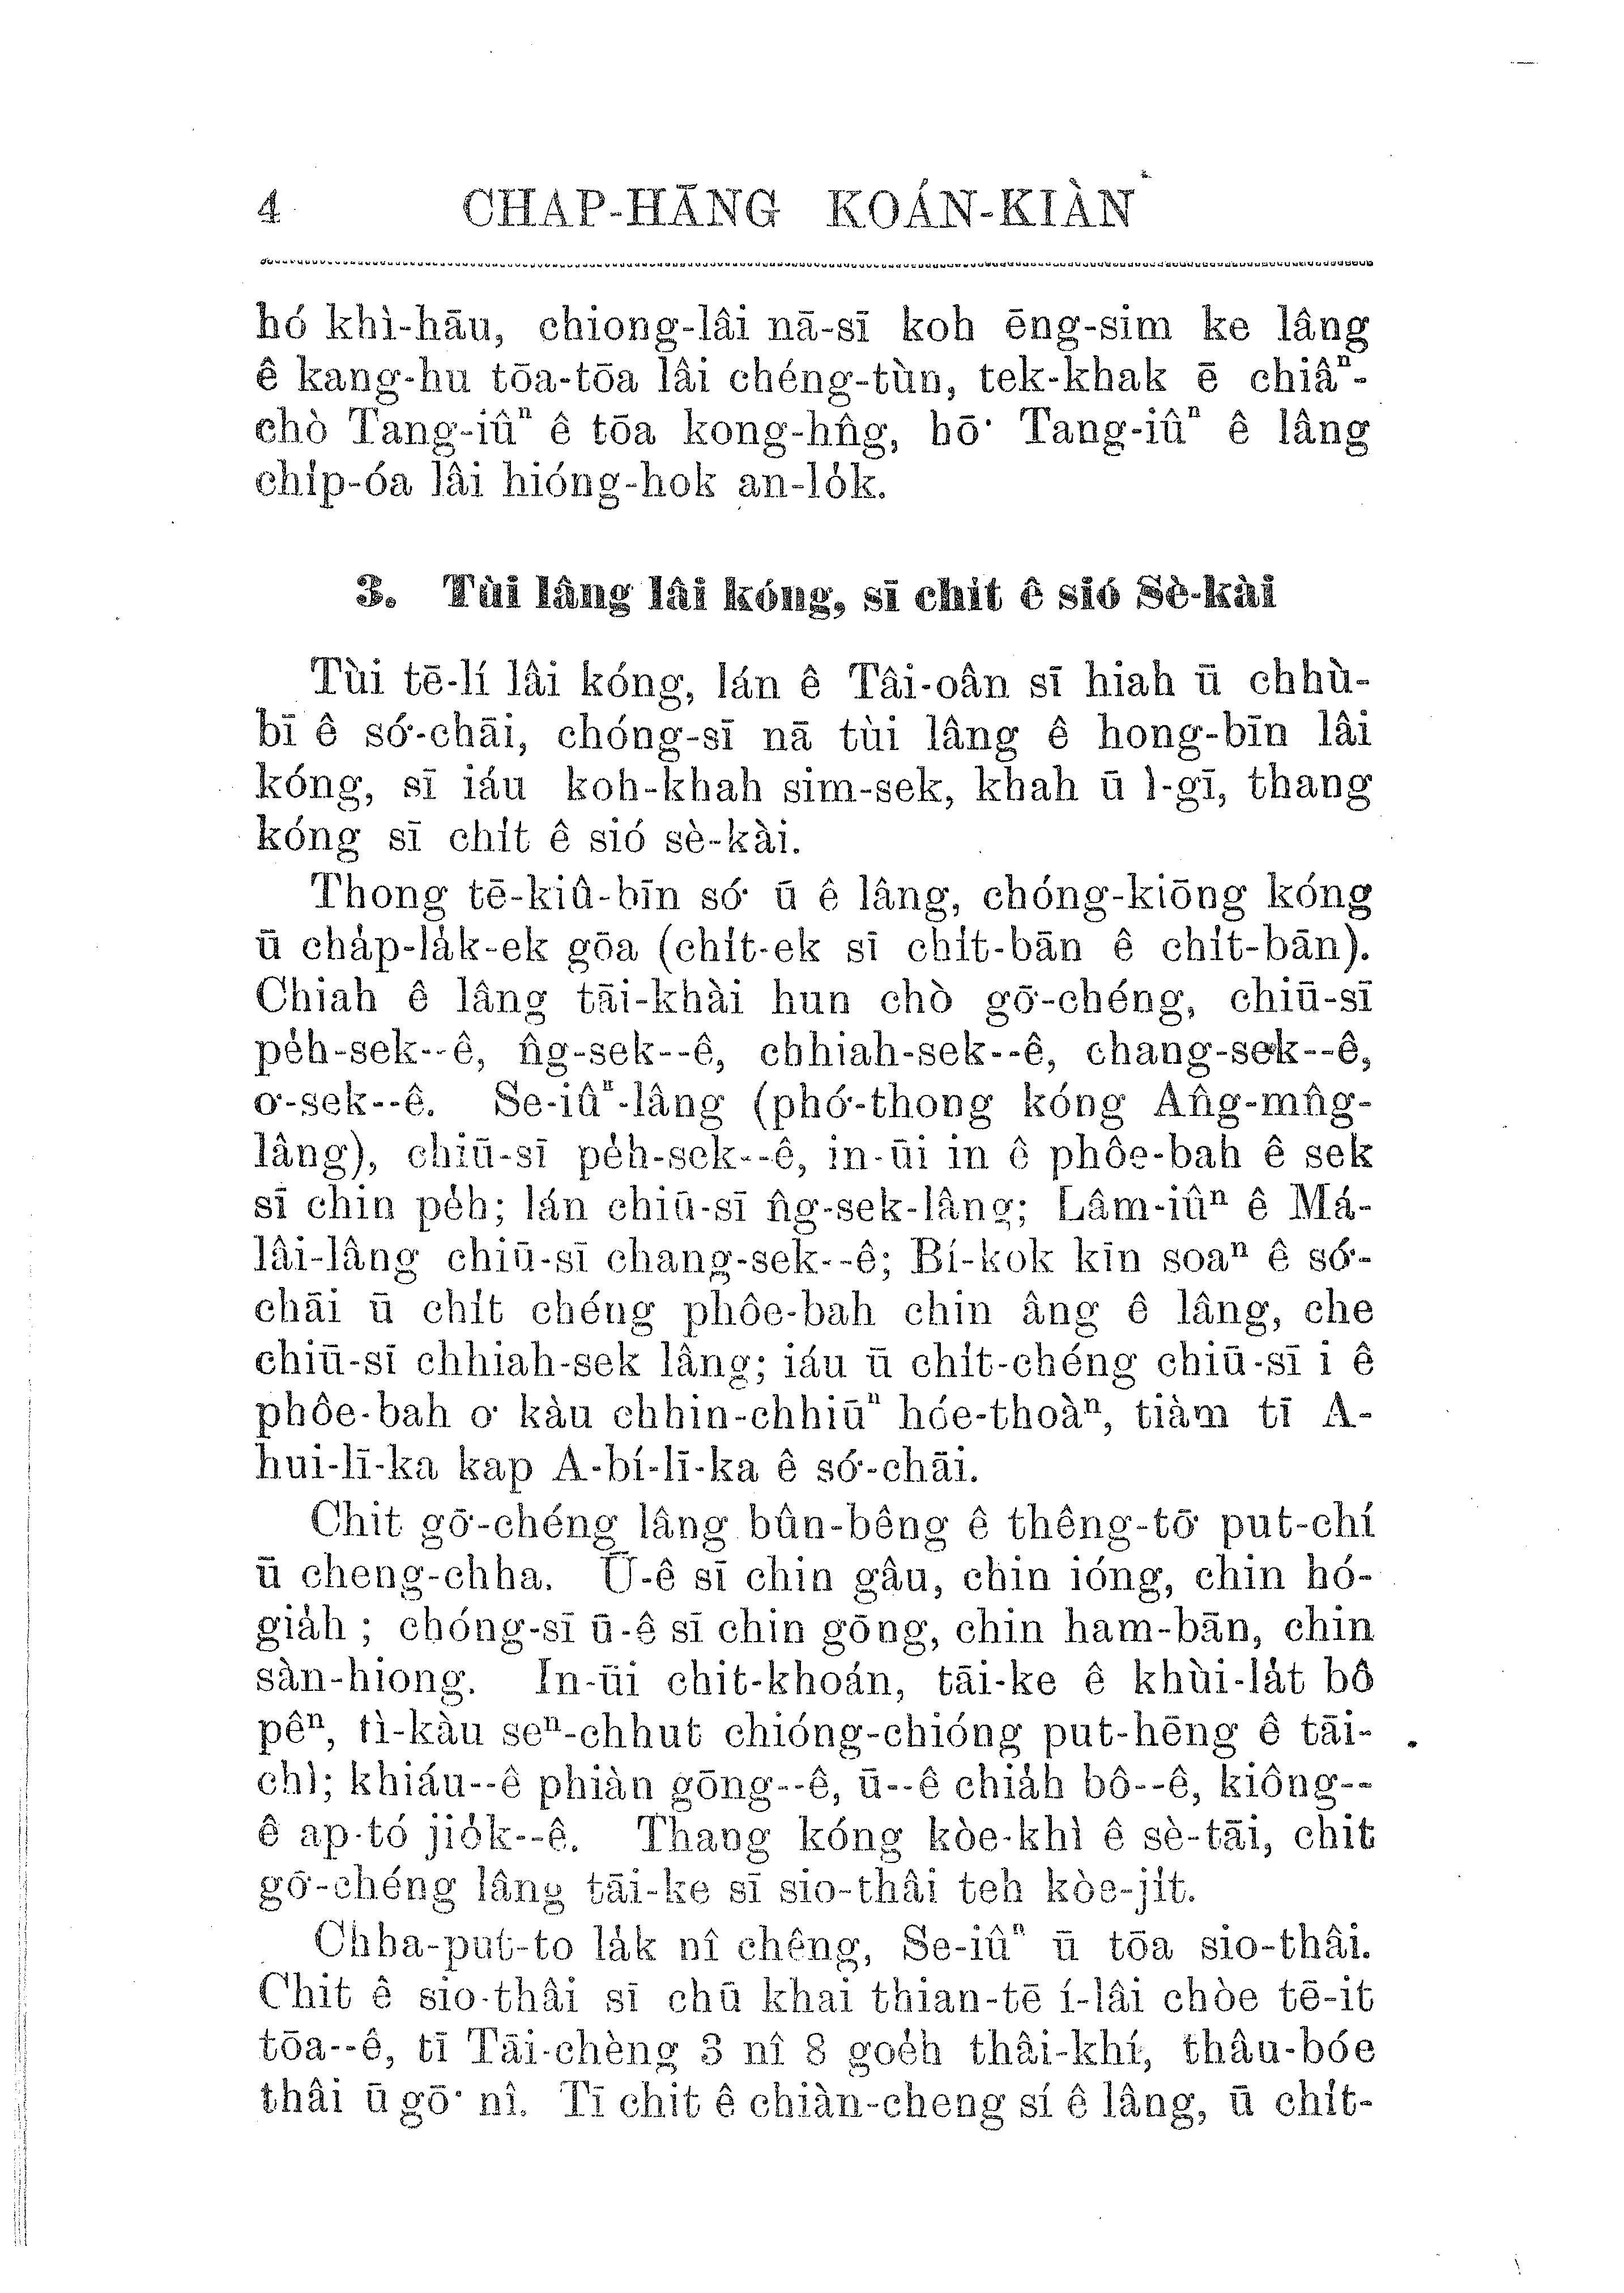 4 CHAP-HĀNG KOÁN-KIÀN
hó khì-hāu, chiong-lâi nā-sī koh ēng-sim ke lâng
ê kang-hu tōa-tōa lâi chéng-tùn, tek-khak ē chiâⁿ-
chò Tang-iûⁿ ê tōa kong-hn̂g, hō͘ Tang-iûⁿ ê lâng
chi̍p-óa lâi hióng-hok an-lo̍k.
3. Tùi lâng lâi kóng, sī chi̍t ê sió Sè-kài
Tùi tē-lí lâi kóng, lán ê Tâi-oân sī hiah ū chhù-
bī ê só͘-chāi, chóng-sī nā tùi lâng ê hong-bīn lâi
kóng, sī iáu koh-khah sim-sek, khah ū ì-gī, thang
kóng sī chi̍t ê sió sè-kài.
Thong tē-kiû-bīn só͘ ū ê lâng, chóng-kiōng kóng
ū cha̍p-la̍k-ek gōa (chi̍t-ek sī chi̍t-bān ê chi̍t-bān).
Chiah ê lâng tāi-khài hun chò gō͘-chéng, chiū-sī
pe̍h-sek--ê, n̂g-sek--ê, chhiah-sek--ê, chang-sek--ê,
o͘-sek--ê. Se-iûⁿ-lâng (phó͘-thong kóng Âng-mn̂g-
lâng), chiū-sī pe̍h-sek--ê, in-ūi in ê phôe-bah ê sek
sī chin pe̍h; lán chiū-sī n̂g-sek-lâng; Lâm-iûⁿ ê Má-
lâi-lâng chiū-sī chang-sek--ê; Bí-kok kīn soaⁿ ê só͘-
chāi ū chi̍t chéng phôe-bah chin âng ê lâng, che
chiū-sī chhiah-sek lâng; iáu ū chi̍t-chéng chiū-sī i ê
phôe-bah o͘ kàu chhin-chhiūⁿ hóe-thoàⁿ, tiàm tī A-
hui-lī-ka kap A-bí-lī-ka ê só͘-chāi.
Chit gō͘-chéng lâng bûn-bêng ê thêng-tō͘ put-chí
ū cheng-chha. Ū-ê sī chin gâu, chin ióng, chin hó-
gia̍h; chóng-sī ū-ê sī chin gōng, chin ham-bān, chin
sàn-hiong. In-ūi chit-khoán, tāi-ke ê khùi-la̍t bô
pêⁿ, tì-kàu seⁿ-chhut chióng-chióng put-hēng ê tāi-
chì; khiáu--ê phiàn gōng--ê, ū--ê chia̍h bô--ê, kiông--
ê ap-tó jio̍k--ê. Thang kóng kòe-khì ê sè-tāi, chit
gō͘-chéng lâng tāi-ke sī sio-thâi teh kòe-ji̍t.
Chha-put-to la̍k nî chêng, Se-iûⁿ ū tōa sio-thâi.
Chit ê sio-thâi sī chū khai thian-tē í-lâi chòe tē-it
tōa--ê, tī Tāi-chèng 3 nî 8 goe̍h thâi-khí, thâu-bóe
thâi ū gō͘ nî. Tī chit ê chiàn-cheng sí ê lâng, ū chi̍t-